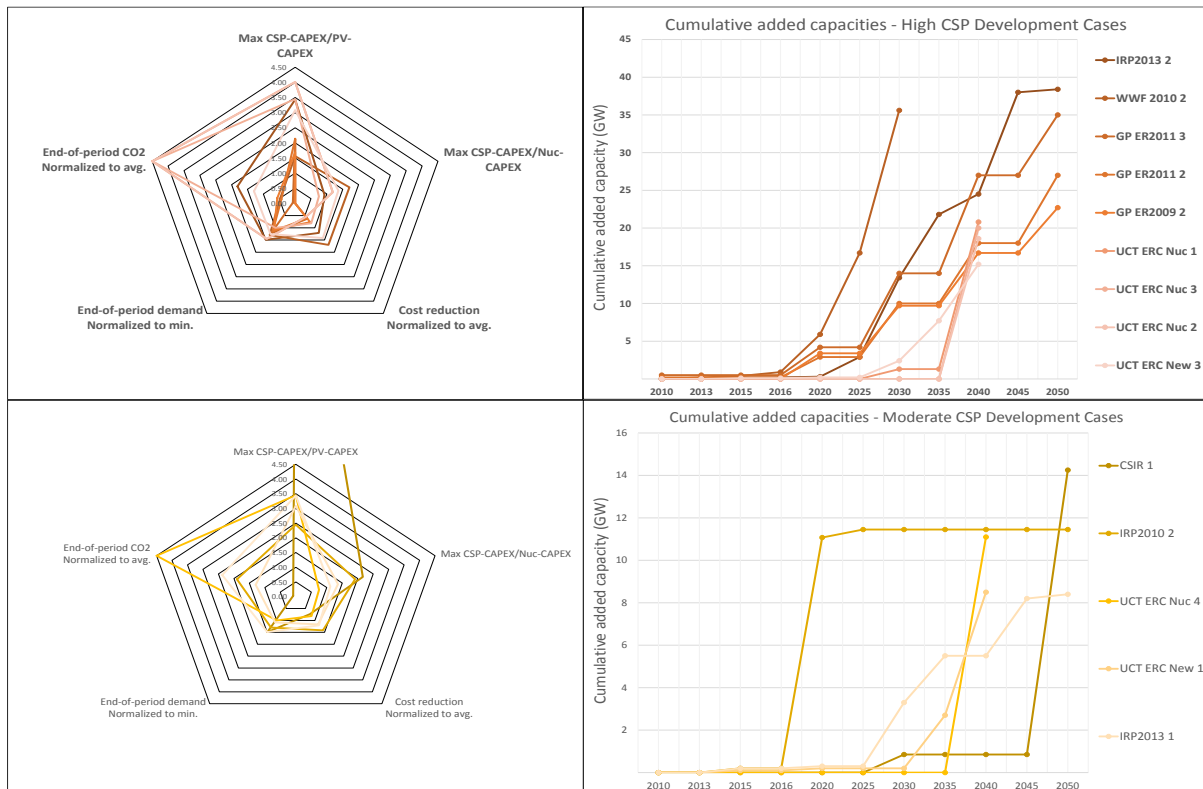 Max CSP-CAPEX/PV-
CAPEX
4.50
4.00
3.50
3.00
2.50
2.00
1.50
1.00
0.50
0.00
End-of-period CO2
Normalized to avg.
Max CSP-CAPEX/Nuc-
CAPEX
End-of-period demand
Normalized to min.
Cost reduction
Normalized to avg.
Cumulative added capacities - High CSP Development Cases
Cumulative added capacity (GW)
45
40
35
30
25
20
15
10
5
2010 2013 2015 2016 2020 2025 2030 2035 2040 2045 2050
IRP2013 2
WWF 2010 2
GP ER2011 3
GP ER2011 2
GP ER2009 2
UCT ERC Nuc 1
UCT ERC Nuc 3
UCT ERC Nuc 2
UCT ERC New 3
Max CSP-CAPEX/PV-CAPEX
4.50
4.00
3.50
3.00
2.50
2.00
1.50
1.00
0.50
0.00
End-of-period CO2
Normalized to avg.
Max CSP-CAPEX/Nuc-CAPEX
End-of-period demand
Normalized to min.
Cost reduction
Normalized to avg.
Cumulative added capacities - Moderate CSP Development Cases
Cumulative added capacity (GW)
16
14
12
10
8
6
4
2
2010 2013 2015 2016 2020 2025 2030 2035 2040 2045 2050
CSIR 1
IRP2010 2
UCT ERC Nuc 4
UCT ERC New 1
IRP2013 1